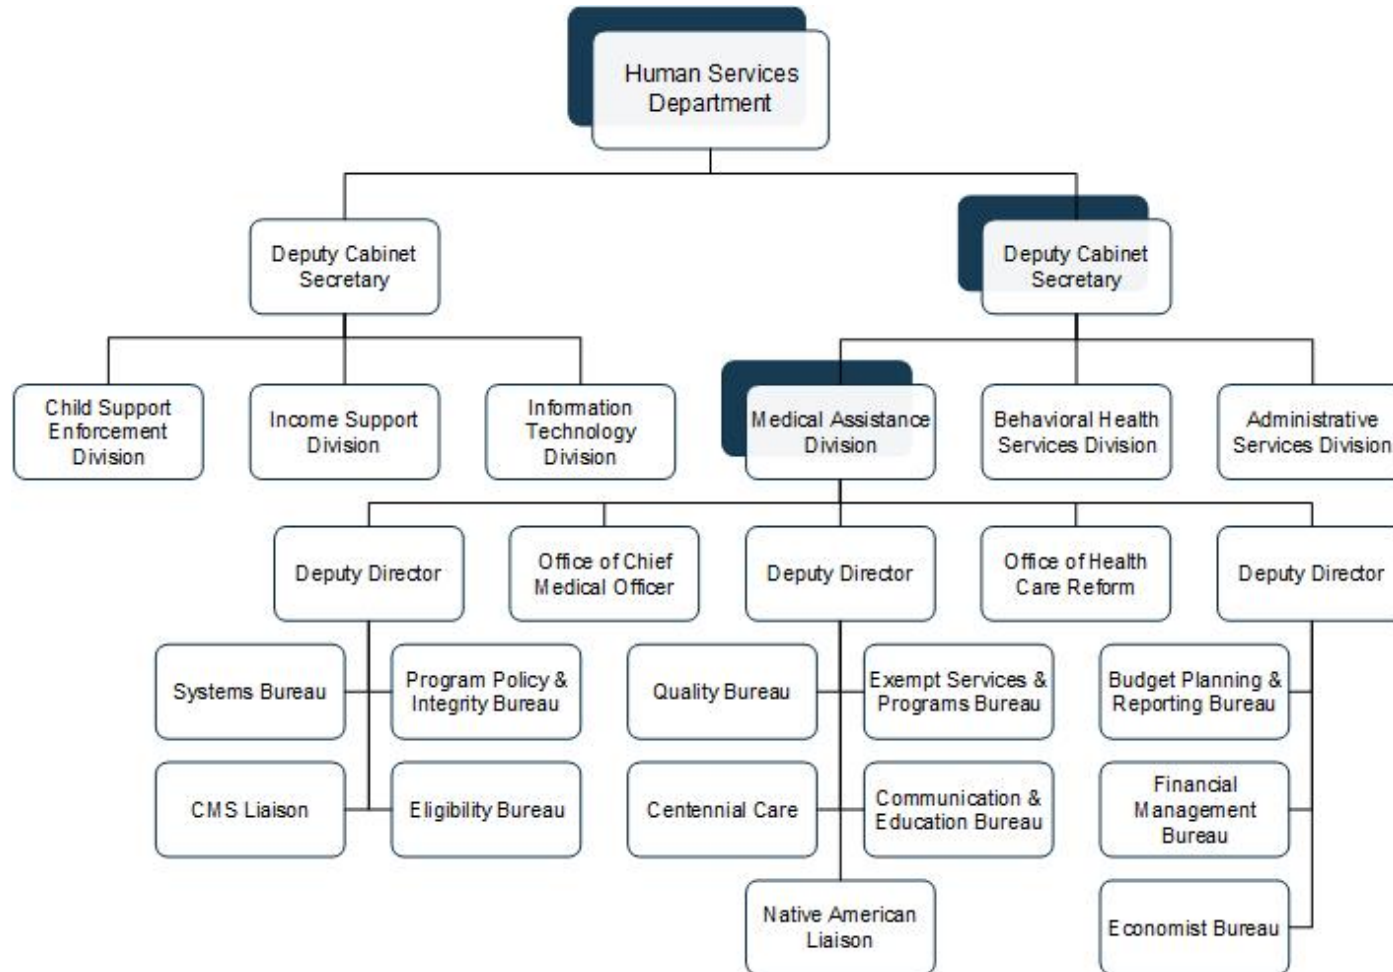 Human Services
Department
Deputy Cabinet
Secretary
Deputy Cabinet
Secretary
Child Support
Enforcement
Division
Income Support
Division
Information
Technology
Division
Medical Assistance
Division
Behavioral Health
Services Division
Administrative
Services Division
Deputy Director
Office of Chief
Medical Officer
Deputy Director
Office of Health
Care Reform
Deputy Director
Systems Bureau
Program Policy &
Integrity Bureau
Quality Bureau
Exempt Services &
Programs Bureau
Budget Planning &
Reporting Bureau
CMS Liaison
Eligibility Bureau
Centennial Care
Communication &
Education Bureau
Financial
Management
Bureau
Native American
Liaison
Economist Bureau